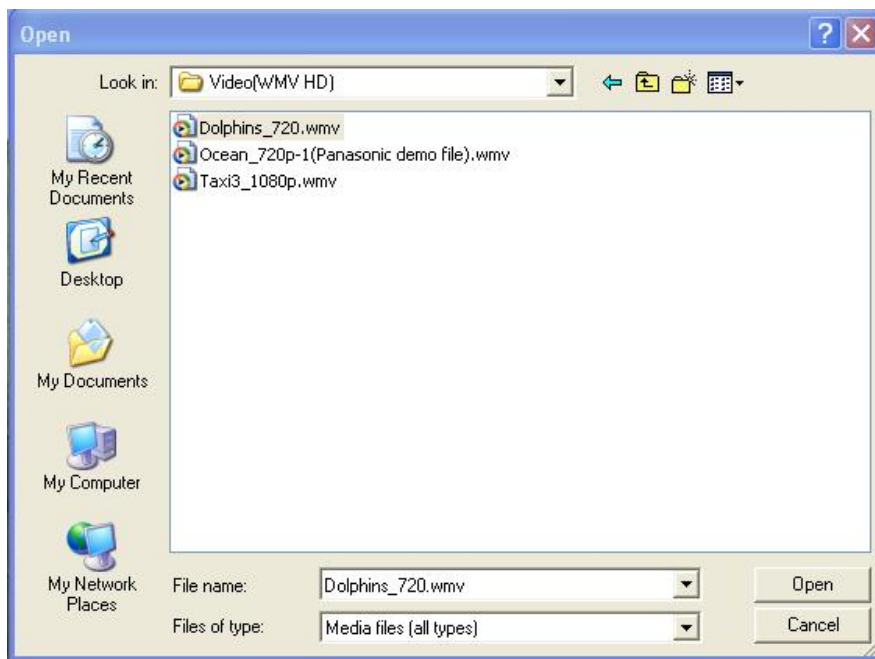 Open
Look in: Video(WMV HD)
My Recent
Documents
Desktop
My Documents
My Computer
My Network
Places
Dolphins_720.wmv
Ocean_720p-1(Panasonic demo file).wmv
Taxi3_1080p.wmv
File name: Dolphins_720.wmv Open
Files of type: Media files (all types) Cancel